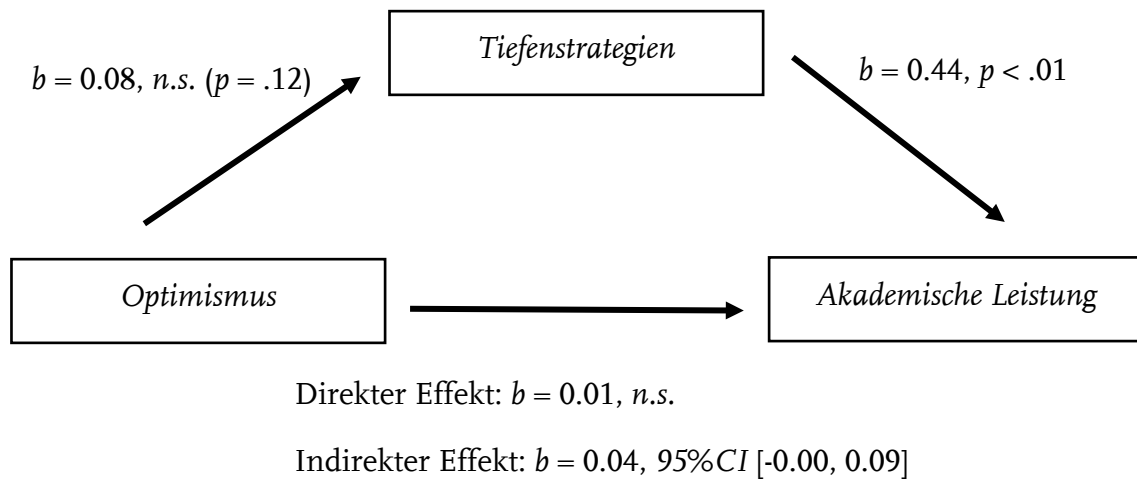 Tiefenstrategien
b = 0.08, n.s. (p = .12)
b = 0.44, p < .01
Optimismus
Akademische Leistung
Direkter Effekt: b = 0.01, n.s.
Indirekter Effekt: b = 0.04, 95%CI [-0.00, 0.09]